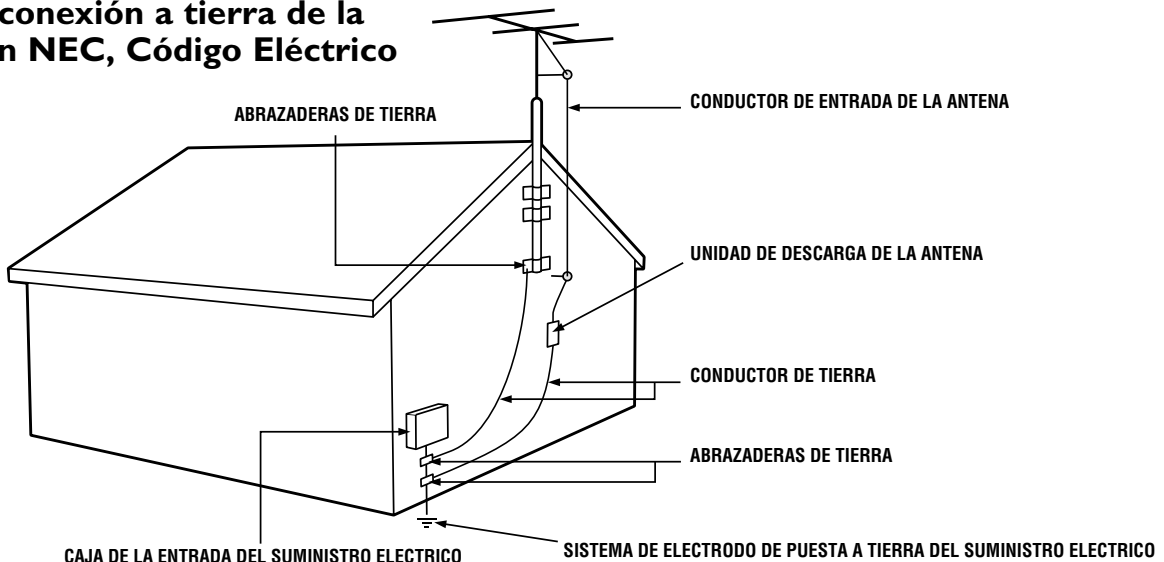 conexión a tierra de la
n NEC, Código Eléctrico
ABRAZADERAS DE TIERRA
CONDUCTOR DE ENTRADA DE LA ANTENA
UNIDAD DE DESCARGA DE LA ANTENA
CONDUCTOR DE TIERRA
ABRAZADERAS DE TIERRA
CAJA DE LA ENTRADA DEL SUMINISTRO ELECTRICO
SISTEMA DE ELECTRODO DE PUESTA A TIERRA DEL SUMINISTRO ELECTRICO